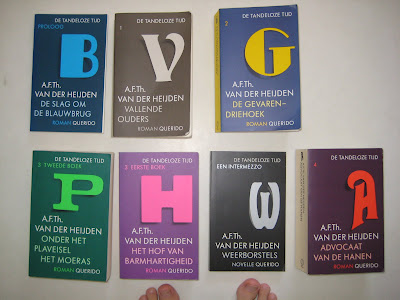 DE TANDELOZE TIJD
PROLOOG
B
A.F.Th.
VAN DER HEIJDEN
DE SLAG OM
DE BLAUWBRUG
ROMAN QUERIDO
DE TANDELOZE TIJD
1
V
A.F.Th.
VAN DER HEIJDEN
VALLENDE
OUDERS
ROMAN QUERIDO
DE TANDELOZE TIJD
2
G
A.F.Th.
VAN DER HEIJDEN
DE GEVAREN-
DRIEHOEK
ROMAN QUERIDO
DE TANDELOZE TIJD
3 TWEEDE BOEK
P
A.F.Th.
VAN DER HEIJDEN
ONDER HET
PLAVEISEL
HET MOERAS
ROMAN QUERIDO
DE TANDELOZE TIJD
3 EERSTE BOEK
H
A.F.Th.
VAN DER HEIJDEN
HET HOF VAN
BARMHARTIGHEID
ROMAN QUERIDO
DE TANDELOZE TIJD
EEN INTERMEZZO
W
A.F.Th.
VAN DER HEIJDEN
WEERBORSTELS
NOVELLE QUERIDO
DE TANDELOZE TIJD
4
A
A.F.Th.
VAN DER HEIJDEN
ADVOCAAT
VAN DE HANEN
ROMAN QUERIDO